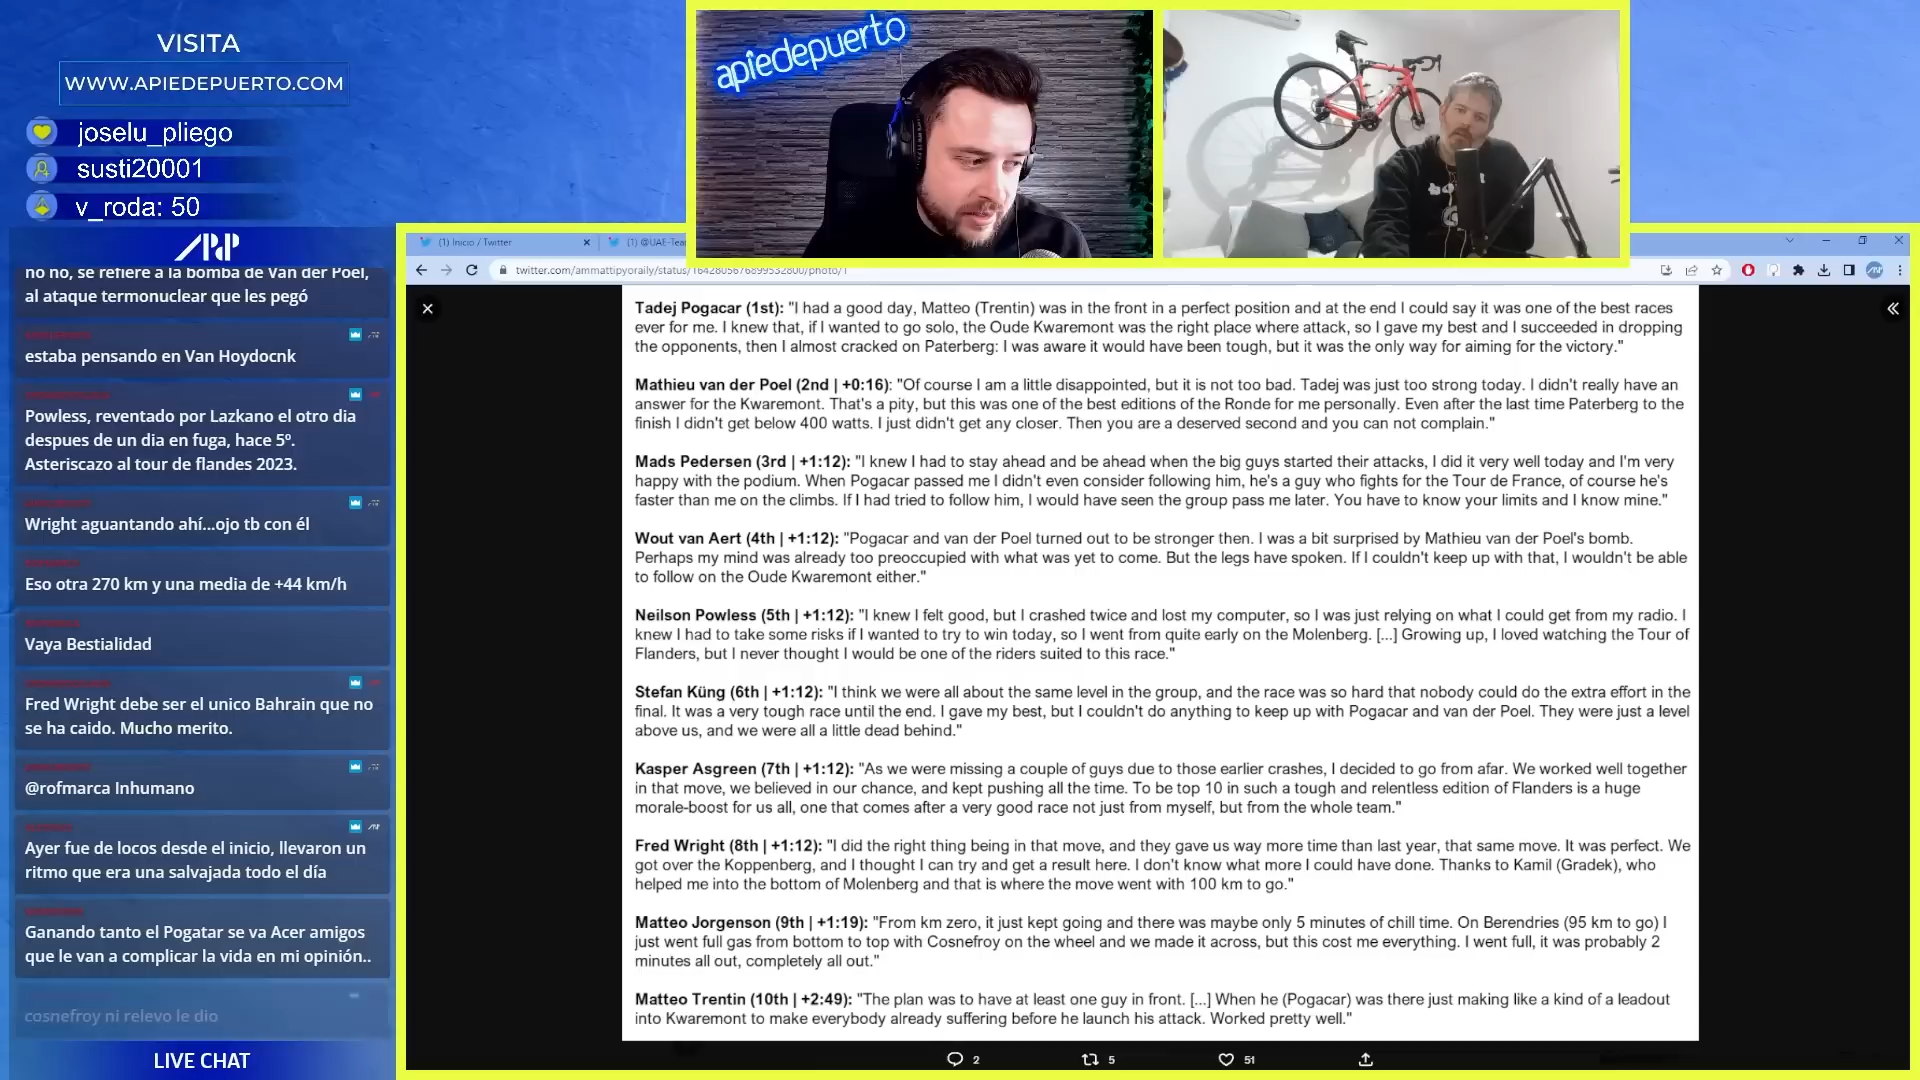 VISITA
WWW.APIEDEPUERTO.COM
joselu_pliego
susti20001
v_roda: 50
no no, se refiere a la bomba de Van der Poel,
al ataque termonuclear que les pegó
estaba pensando en Van Hoydocnk
Powless, reventado por Lazkano el otro dia
despues de un dia en fuga, hace 5º.
Asteriscazo al tour de flandes 2023.
Wright aguantando ahí...ojo tb con él
Eso otra 270 km y una media de +44 km/h
Vaya Bestialidad
Fred Wright debe ser el unico Bahrain que no
se ha caido. Mucho merito.
@rofmarca Inhumano
Ayer fue de locos desde el inicio, llevaron un
ritmo que era una salvajada todo el día
Ganando tanto el Pogatar se va Acer amigos
que le van a complicar la vida en mi opinión..
cosnefroy ni relevo le dio
LIVE CHAT
apiedepuerto
(1) Inicio / Twitter
(1) @UAE-Tea
twitter.com/ammattipyoraily/status/1642805676899532800/photo/1
Tadej Pogacar (1st): "I had a good day, Matteo (Trentin) was in the front in a perfect position and at the end I could say it was one of the best races
ever for me. I knew that, if I wanted to go solo, the Oude Kwaremont was the right place where attack, so I gave my best and I succeeded in dropping
the opponents, then I almost cracked on Paterberg: I was aware it would have been tough, but it was the only way for aiming for the victory."
Mathieu van der Poel (2nd | +0:16): "Of course I am a little disappointed, but it is not too bad. Tadej was just too strong today. I didn't really have an
answer for the Kwaremont. That's a pity, but this was one of the best editions of the Ronde for me personally. Even after the last time Paterberg to the
finish I didn't get below 400 watts. I just didn't get any closer. Then you are a deserved second and you can not complain."
Mads Pedersen (3rd | +1:12): "I knew I had to stay ahead and be ahead when the big guys started their attacks, I did it very well today and I'm very
happy with the podium. When Pogacar passed me I didn't even consider following him, he's a guy who fights for the Tour de France, of course he's
faster than me on the climbs. If I had tried to follow him, I would have seen the group pass me later. You have to know your limits and I know mine."
Wout van Aert (4th | +1:12): "Pogacar and van der Poel turned out to be stronger then. I was a bit surprised by Mathieu van der Poel's bomb.
Perhaps my mind was already too preoccupied with what was yet to come. But the legs have spoken. If I couldn't keep up with that, I wouldn't be able
to follow on the Oude Kwaremont either."
Neilson Powless (5th | +1:12): "I knew I felt good, but I crashed twice and lost my computer, so I was just relying on what I could get from my radio. I
knew I had to take some risks if I wanted to try to win today, so I went from quite early on the Molenberg. [...] Growing up, I loved watching the Tour of
Flanders, but I never thought I would be one of the riders suited to this race."
Stefan Küng (6th | +1:12): "I think we were all about the same level in the group, and the race was so hard that nobody could do the extra effort in the
final. It was a very tough race until the end. I gave my best, but I couldn't do anything to keep up with Pogacar and van der Poel. They were just a level
above us, and we were all a little dead behind."
Kasper Asgreen (7th | +1:12): "As we were missing a couple of guys due to those earlier crashes, I decided to go from afar. We worked well together
in that move, we believed in our chance, and kept pushing all the time. To be top 10 in such a tough and relentless edition of Flanders is a huge
morale-boost for us all, one that comes after a very good race not just from myself, but from the whole team."
Fred Wright (8th | +1:12): "I did the right thing being in that move, and they gave us way more time than last year, that same move. It was perfect. We
got over the Koppenberg, and I thought I can try and get a result here. I don't know what more I could have done. Thanks to Kamil (Gradek), who
helped me into the bottom of Molenberg and that is where the move went with 100 km to go."
Matteo Jorgenson (9th | +1:19): "From km zero, it just kept going and there was maybe only 5 minutes of chill time. On Berendries (95 km to go) I
just went full gas from bottom to top with Cosnefroy on the wheel and we made it across, but this cost me everything. I went full, it was probably 2
minutes all out, completely all out."
Matteo Trentin (10th | +2:49): "The plan was to have at least one guy in front. [...] When he (Pogacar) was there just making like a kind of a leadout
into Kwaremont to make everybody already suffering before he launch his attack. Worked pretty well."
2
5
51